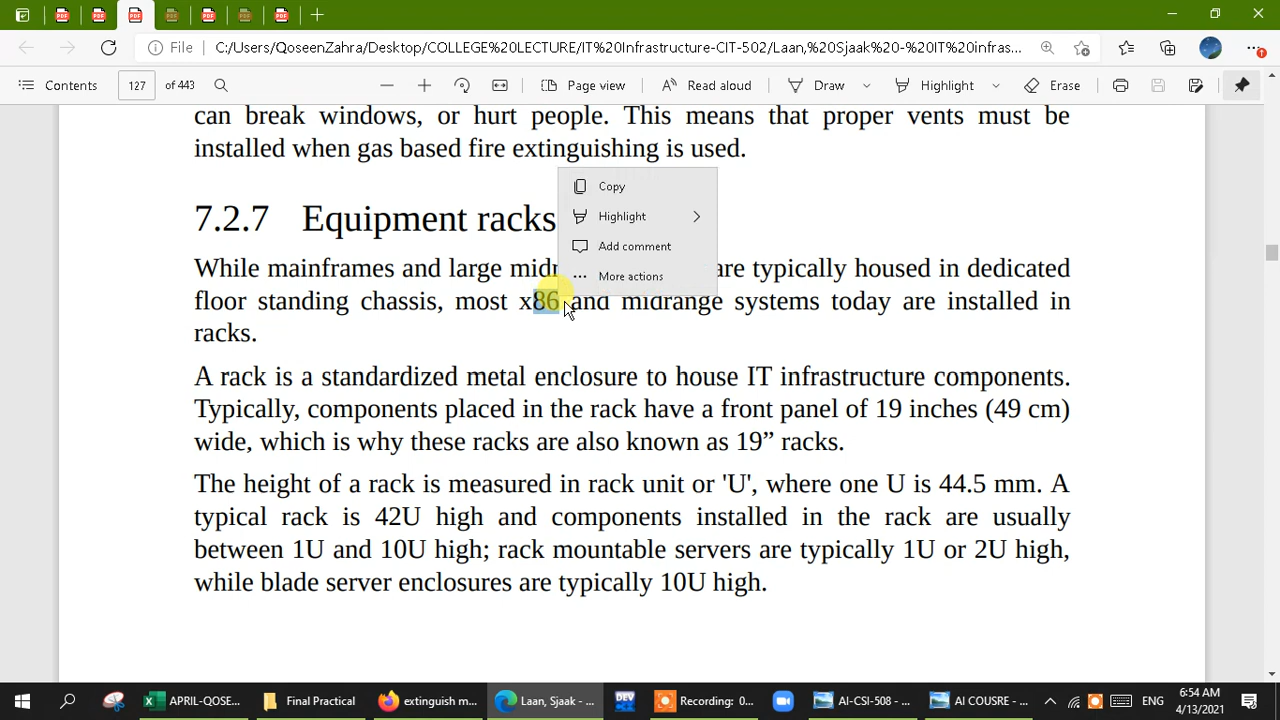 File C:/Users/QoseenZahra/Desktop/COLLEGE%20LECTURE/IT%20Infrastructure-CIT-502/Laan,%20Sjaak%20-%20IT%20infras...
Contents 127 of 443 Page view Read aloud Draw Highlight Erase
can break windows, or hurt people. This means that proper vents must be
installed when gas based fire extinguishing is used.
7.2.7 Equipment racks
Copy
Highlight
Add comment
More actions
While mainframes and large are typically housed in dedicated
floor standing chassis, most x86 and midrange systems today are installed in
racks.
A rack is a standardized metal enclosure to house IT infrastructure components.
Typically, components placed in the rack have a front panel of 19 inches (49 cm)
wide, which is why these racks are also known as 19” racks.
The height of a rack is measured in rack unit or 'U', where one U is 44.5 mm. A
typical rack is 42U high and components installed in the rack are usually
between 1U and 10U high; rack mountable servers are typically 1U or 2U high,
while blade server enclosures are typically 10U high.
APRIL-QOSE... Final Practical extinguish m... Laan, Sjaak - ... DEV Recording: 0... AI-CSI-508 - ... AI COUSRE - ... ENG 6:54 AM
4/13/2021